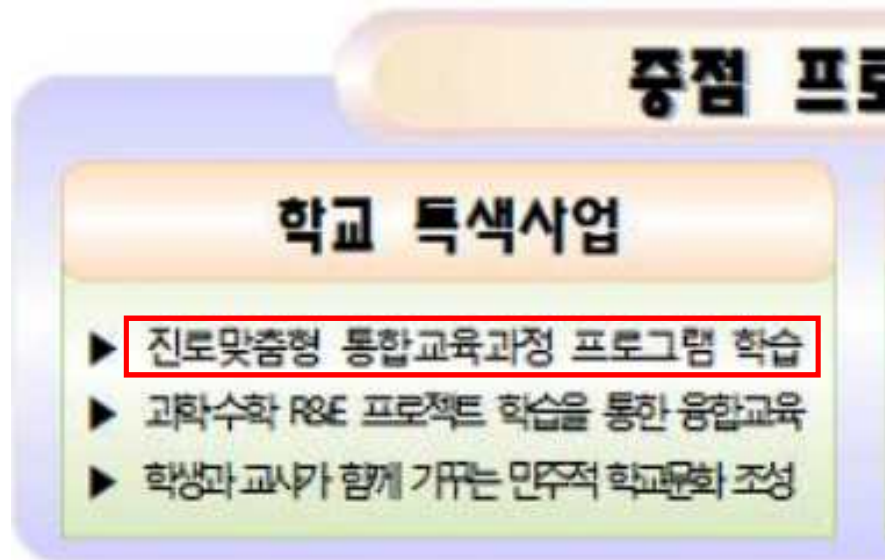 중점 프로
학교 특색사업
▶ 진로맞춤형 통합교육과정 프로그램 학습
▶ 과학수학 R&E 프로젝트 학습을 통한 융합교육
▶ 학생과 교사가 함께 가꾸는 민주적 학교문화 조성